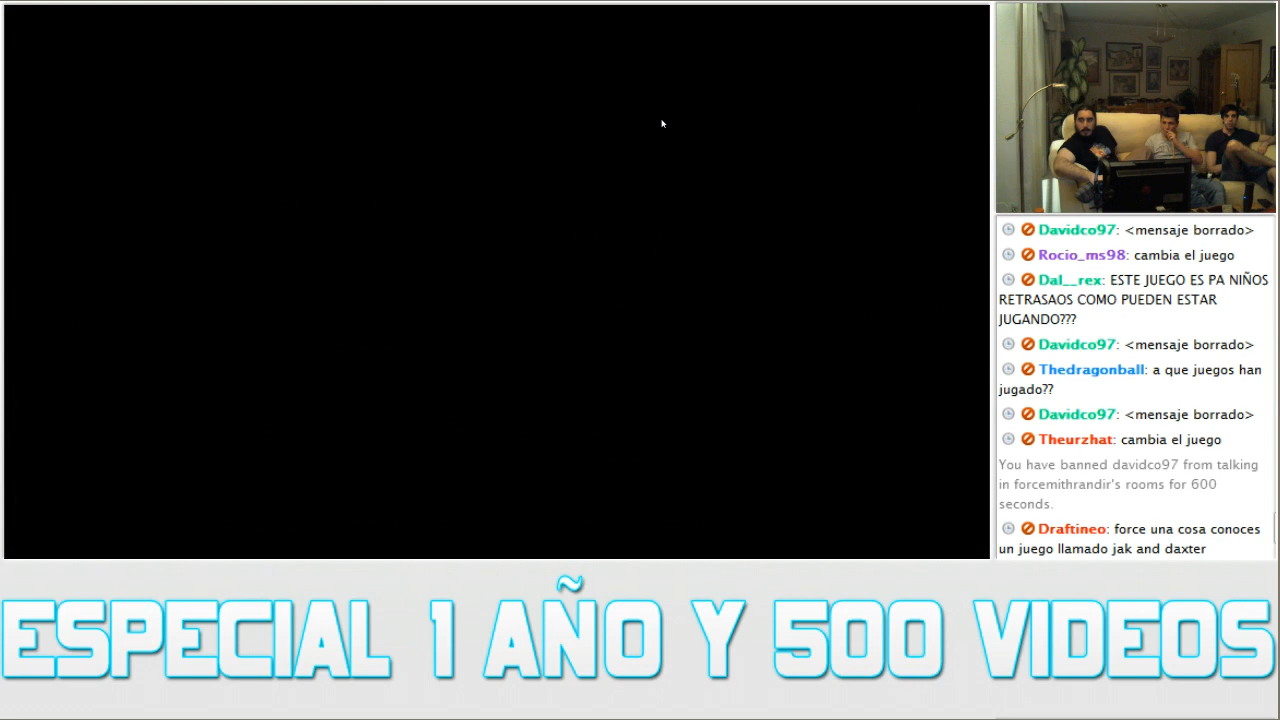 Davidco97: <mensaje borrado>
Rocio_ms98: cambia el juego
Dal__rex: ESTE JUEGO ES PA NIÑOS
RETRASAOS COMO PUEDEN ESTAR
JUGANDO???
Davidco97: <mensaje borrado>
Thedragonball: a que juegos han
jugado??
Davidco97: <mensaje borrado>
Theurzhat: cambia el juego
You have banned davidco97 from talking
in forcemithrandir's rooms for 600
seconds.
Draftineo: force una cosa conoces
un juego llamado jak and daxter
ESPECIAL 1 AÑO Y 500 VIDEOS